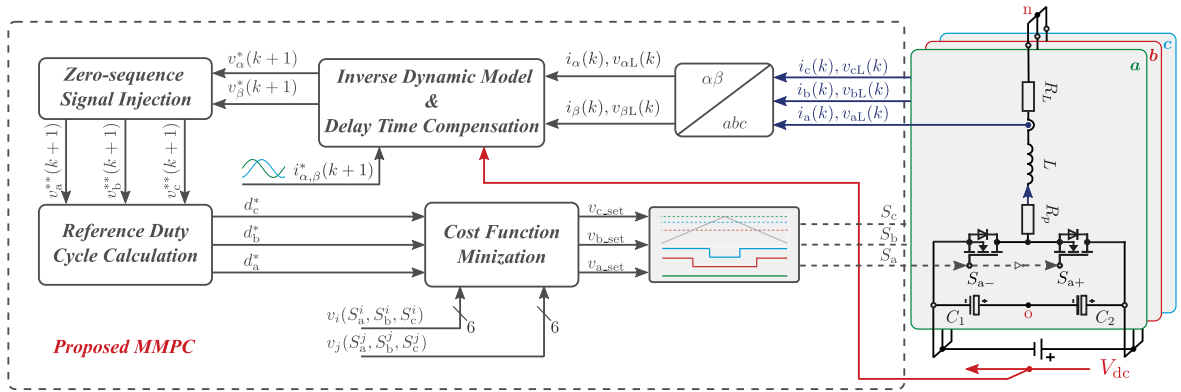 Zero-sequence
Signal Injection
v*α(k + 1)
v*β(k + 1)
Inverse Dynamic Model
&
Delay Time Compensation
iα(k), vαL(k)
iβ(k), vβL(k)
αβ
abc
ic(k), vcL(k)
ib(k), vbL(k)
ia(k), vaL(k)
v**a(k + 1)
v**b(k + 1)
v**c(k + 1)
i*α,β(k+1)
Reference Duty
Cycle Calculation
d*c
d*b
d*a
Cost Function
Minization
vc_set
vb_set
va_set
Sc
Sb
Sa
vi(Sia, Sib, Sic)
6
vj(Sja, Sjb, Sjc)
6
Proposed MMPC
n
a
b
c
RL
L
Rp
Sa−
Sa+
C1
o
C2
+
Vdc